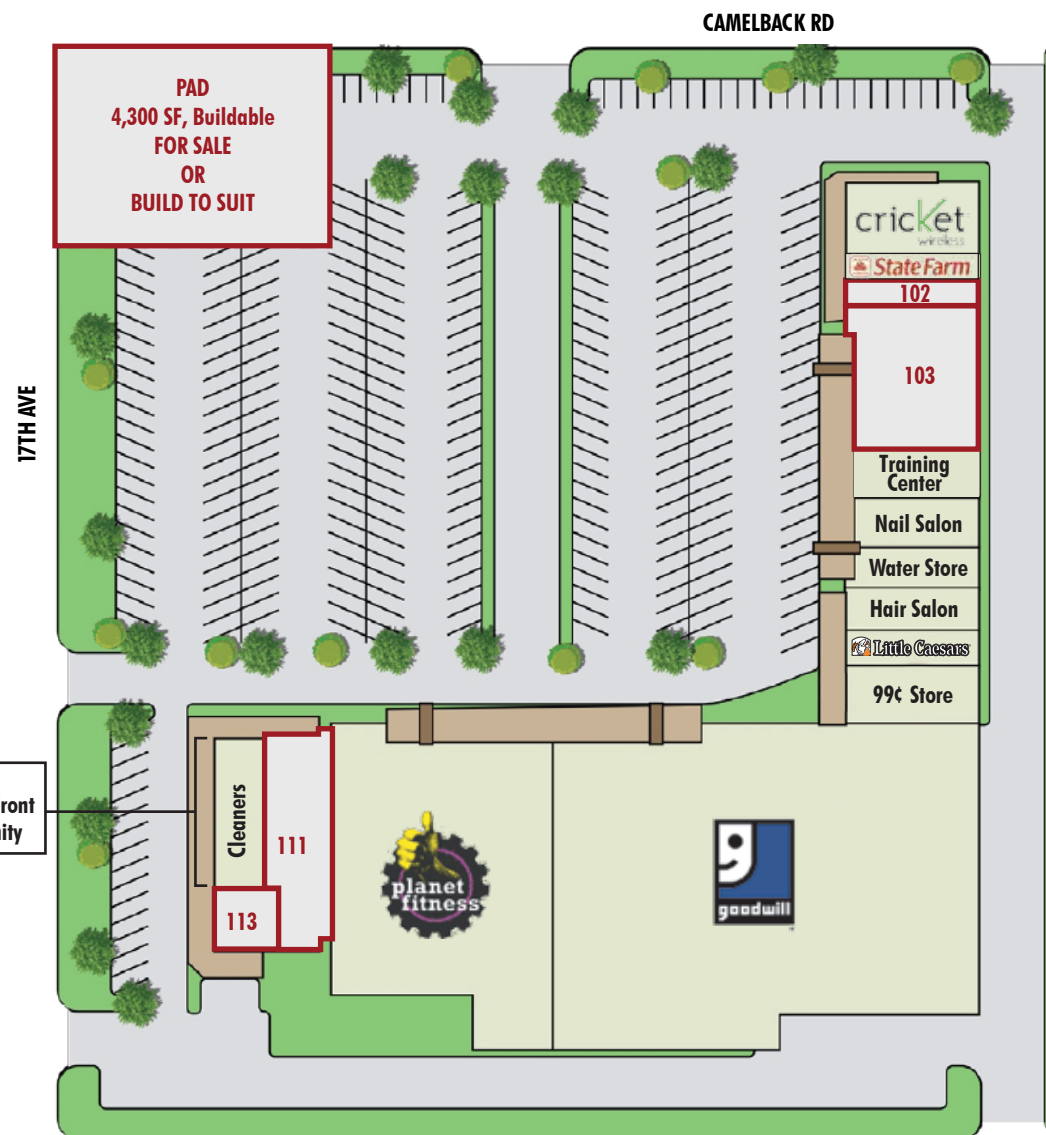 CAMELBACK RD
PAD
4,300 SF, Buildable
FOR SALE
OR
BUILD TO SUIT
cricket
wireless
State Farm
102
103
17TH AVE
Training
Center
Nail Salon
Water Store
Hair Salon
Little Caesars
99¢ Store
Cleaners
111
113
planet
fitness
goodwill